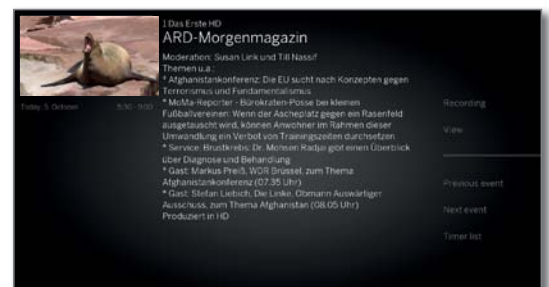 1 Das Erste HD
ARD-Morgenmagazin
Moderation: Susan Link und Till Nassif
Themen u.a.:
* Afghanistankonferenz: Die EU sucht nach Konzepten gegen
Terrorismus und Fundamentalismus
* MoMa-Reporter - Bürokraten-Posse bei kleinen
Fußballvereinen: Wenn der Ascheplatz gegen ein Rasenfeld
ausgetauscht wird, können Anwohner im Rahmen dieser
Umwandlung ein Verbot von Trainingszeiten durchsetzen
* Service: Brustkrebs: Dr. Mohsen Radjai gibt einen Überblick
über Diagnose und Behandlung
* Gast: Markus Preiß, WDR Brüssel, zum Thema
Afghanistankonferenz (07.35 Uhr)
* Gast: Stefan Liebich, Die Linke, Obmann Auswärtiger
Ausschuss, zum Thema Afghanistan (08.05 Uhr)
Produziert in HD
Today, 5. October 5:30 - 9:00
Recording
View
Previous event
Next event
Timer list